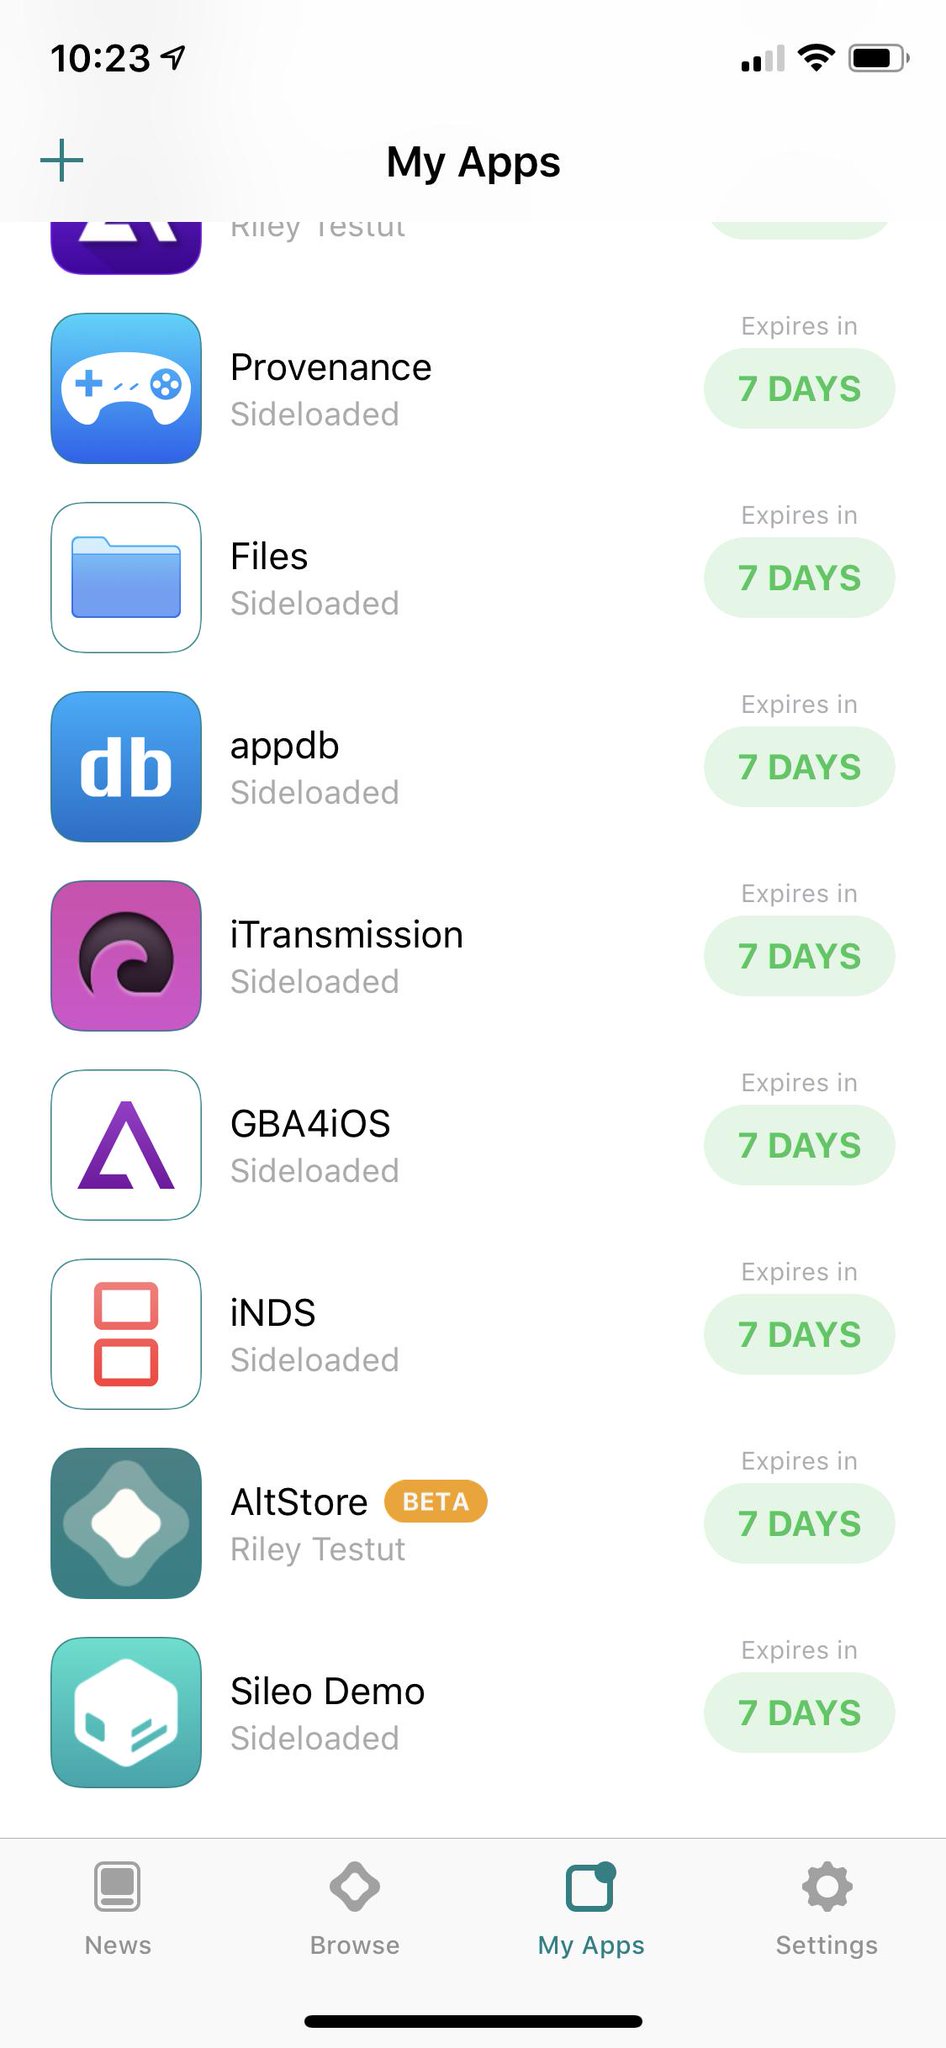 10:23
My Apps
Riley Testut
Expires in
Provenance
7 DAYS
Sideloaded
Expires in
Files
7 DAYS
Sideloaded
Expires in
appdb
db
7 DAYS
Sideloaded
Expires in
iTransmission
7 DAYS
Sideloaded
Expires in
GBA4iOS
7 DAYS
Sideloaded
Expires in
iNDS
7 DAYS
Sideloaded
Expires in
AltStore BETA
7 DAYS
Riley Testut
Expires in
Sileo Demo
7 DAYS
Sideloaded
News Browse My Apps Settings